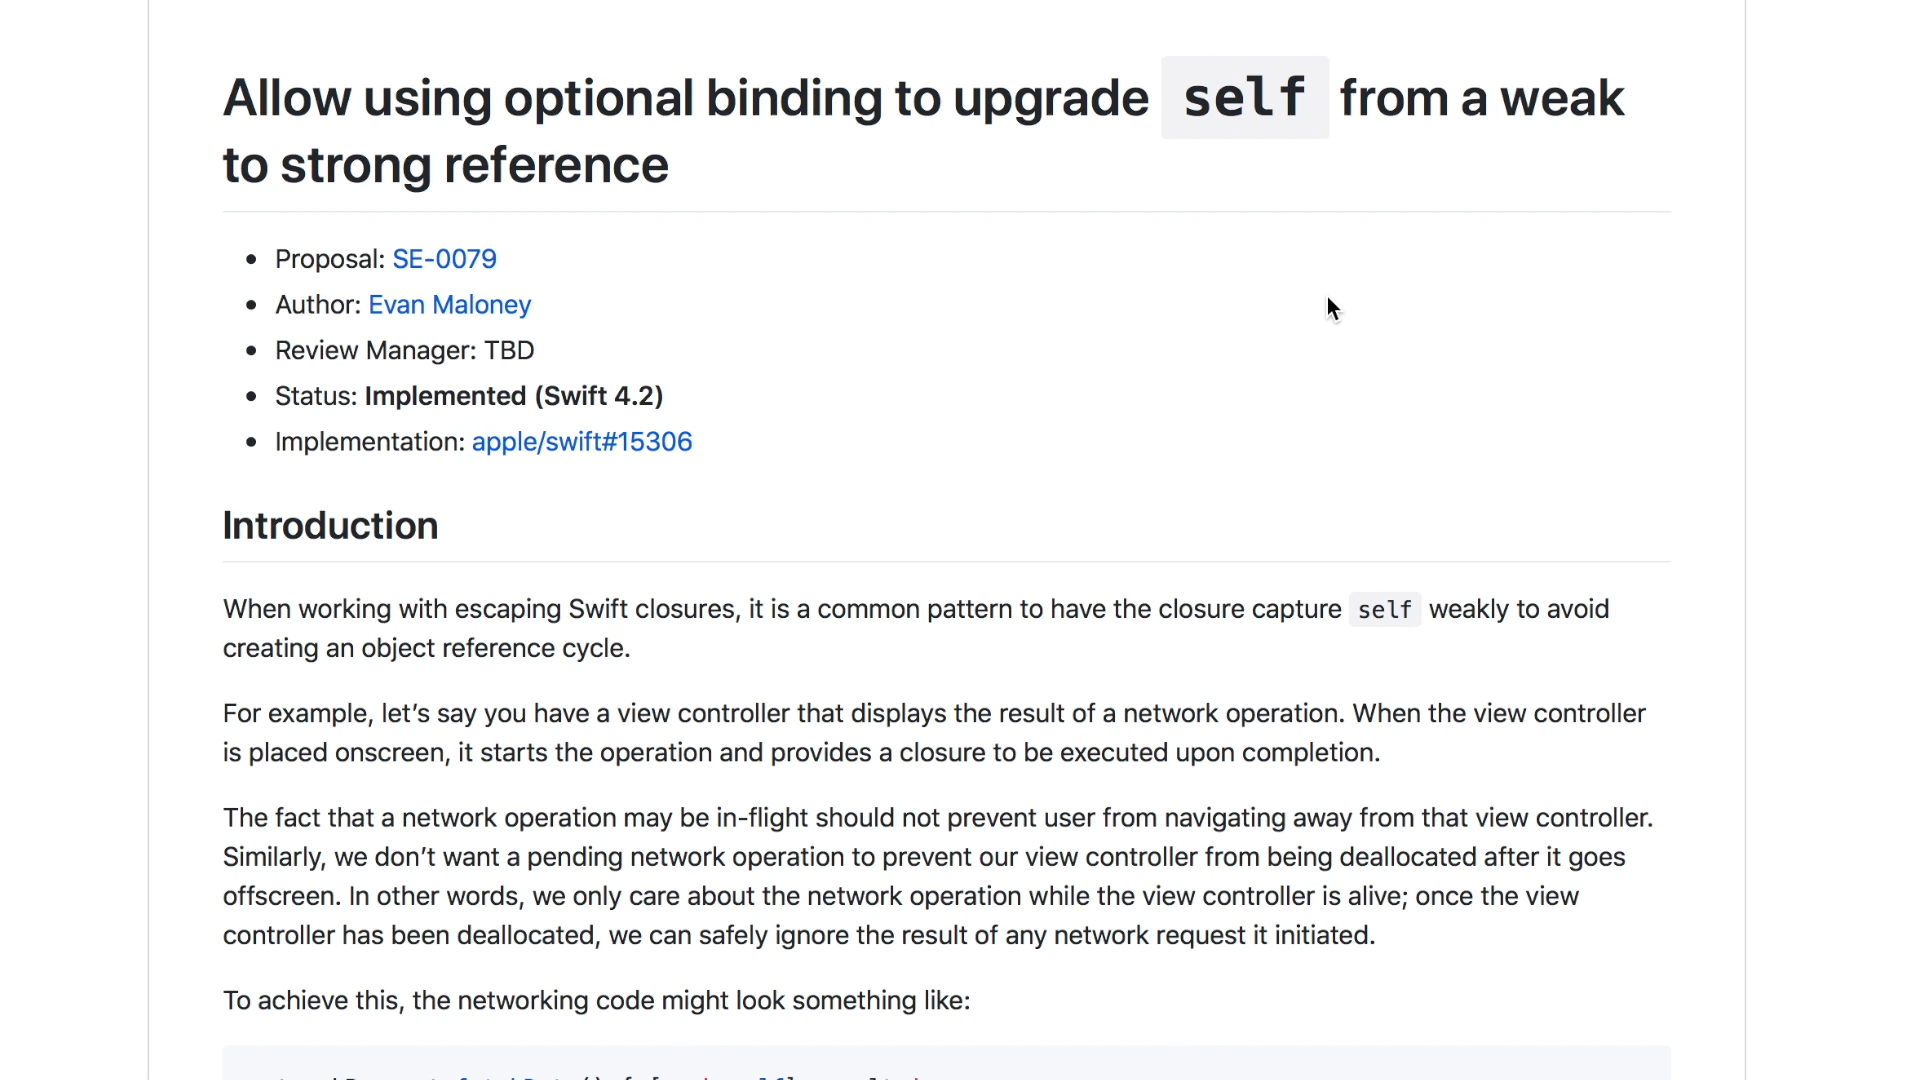 Allow using optional binding to upgrade self from a weak
to strong reference
Proposal: SE-0079
Author: Evan Maloney
Review Manager: TBD
Status: Implemented (Swift 4.2)
Implementation: apple/swift#15306
Introduction
When working with escaping Swift closures, it is a common pattern to have the closure capture self weakly to avoid
creating an object reference cycle.
For example, let’s say you have a view controller that displays the result of a network operation. When the view controller
is placed onscreen, it starts the operation and provides a closure to be executed upon completion.
The fact that a network operation may be in-flight should not prevent user from navigating away from that view controller.
Similarly, we don’t want a pending network operation to prevent our view controller from being deallocated after it goes
offscreen. In other words, we only care about the network operation while the view controller is alive; once the view
controller has been deallocated, we can safely ignore the result of any network request it initiated.
To achieve this, the networking code might look something like: